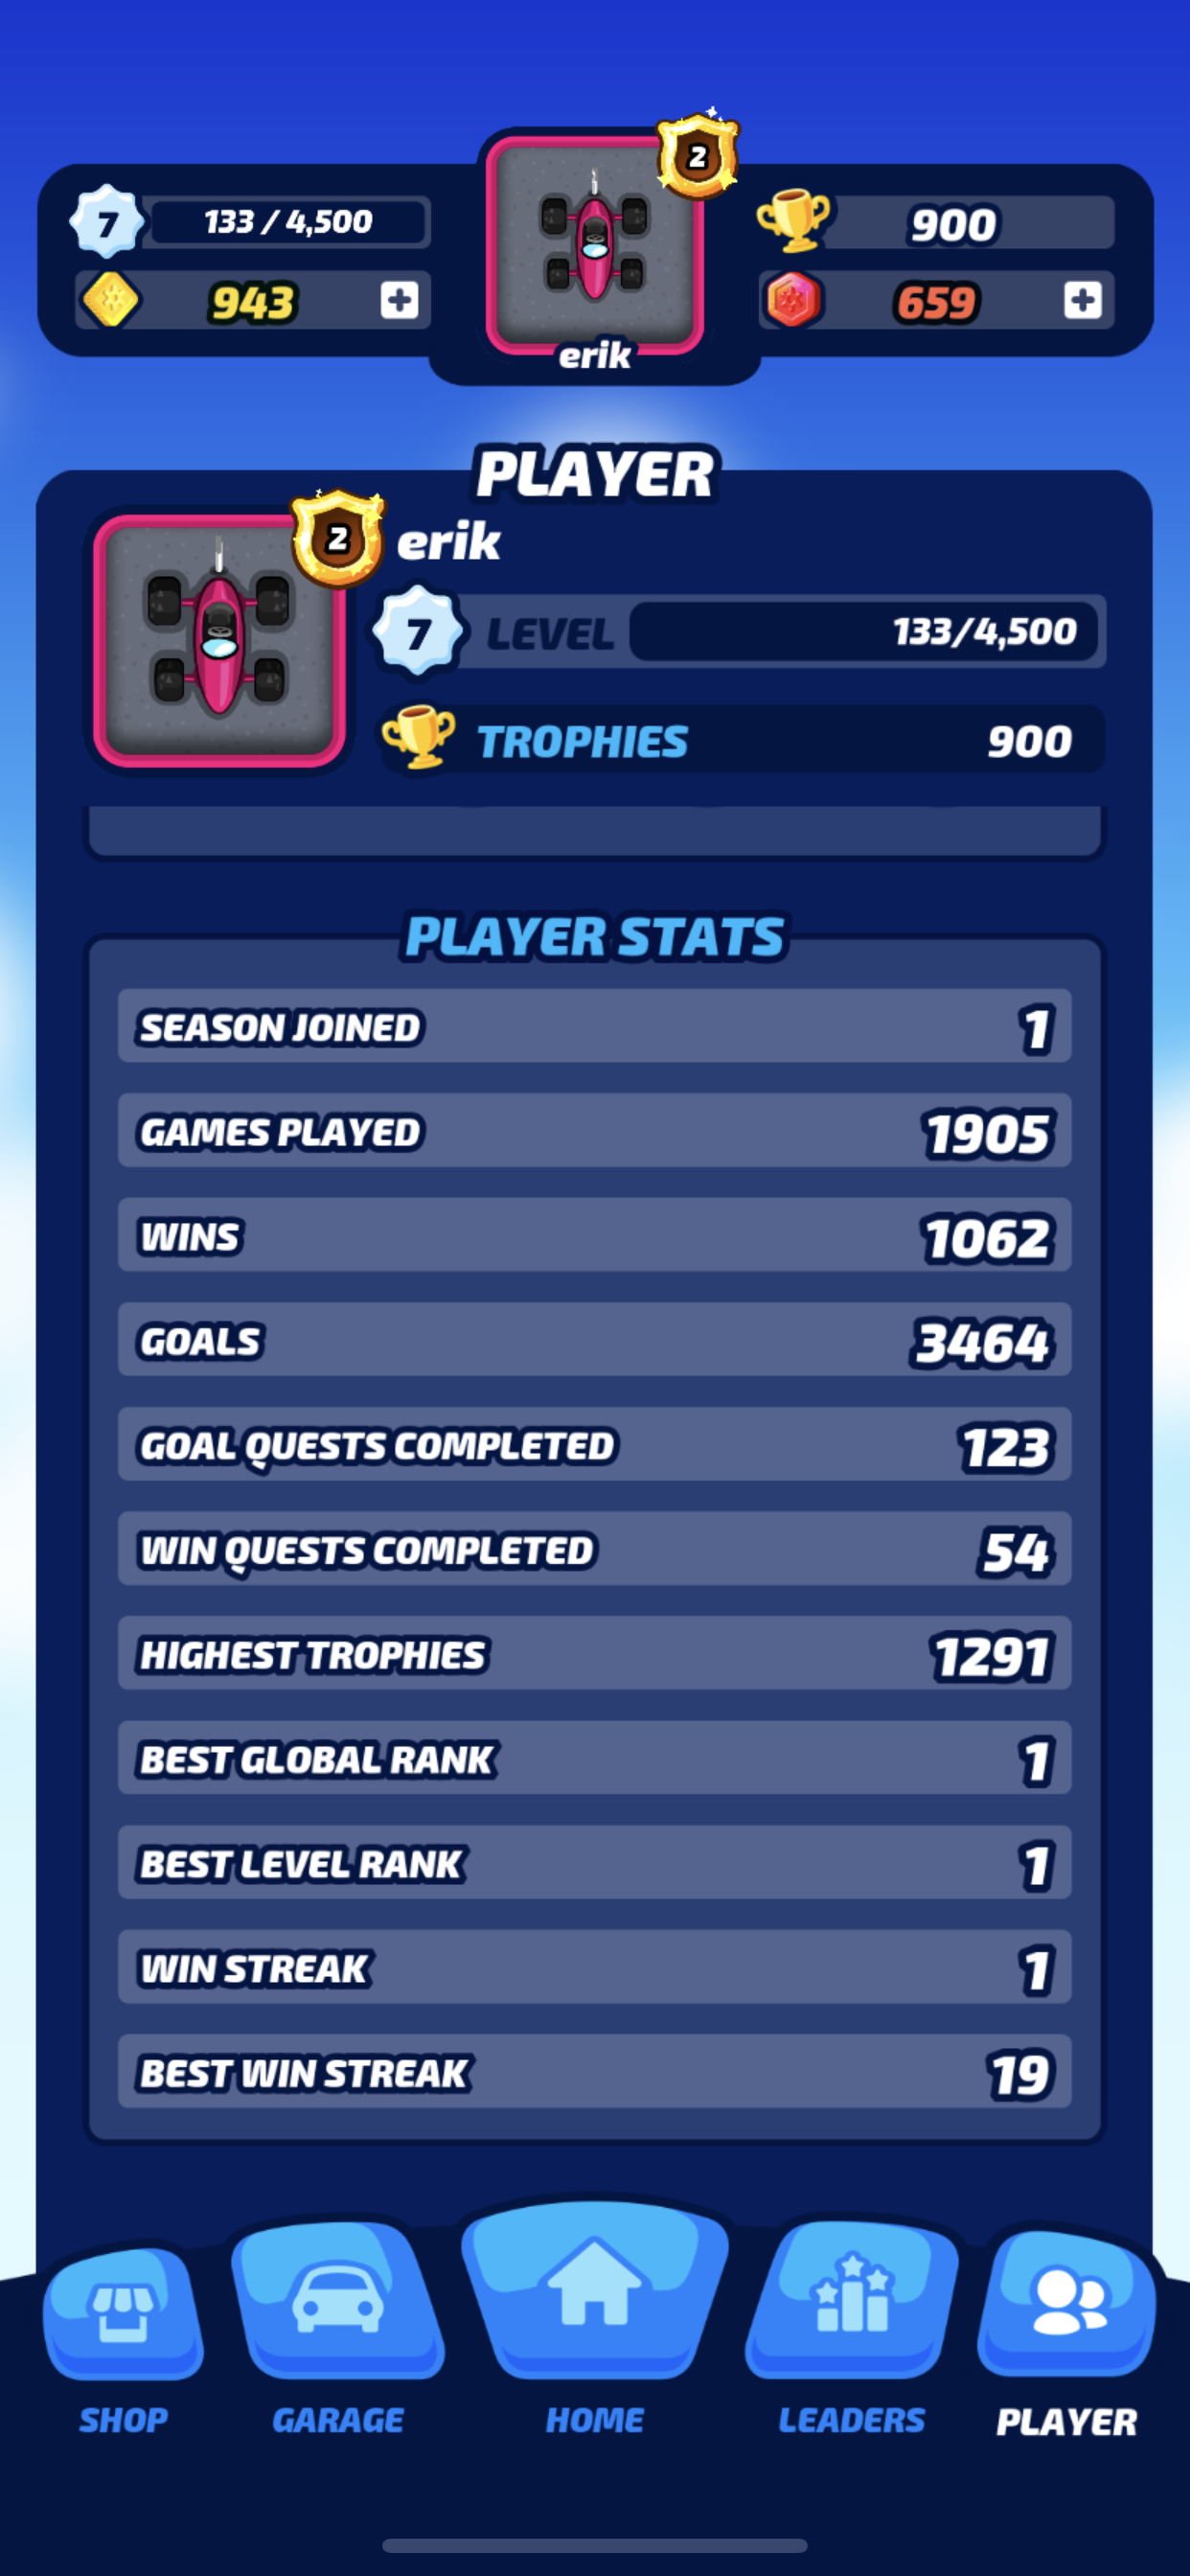 2
7 133 / 4,500
900
943
659
erik
PLAYER
2
erik
7 LEVEL 133/4,500
TROPHIES 900
PLAYER STATS
SEASON JOINED 1
GAMES PLAYED 1905
WINS 1062
GOALS 3464
GOAL QUESTS COMPLETED 123
WIN QUESTS COMPLETED 54
HIGHEST TROPHIES 1291
BEST GLOBAL RANK 1
BEST LEVEL RANK 1
WIN STREAK 1
BEST WIN STREAK 19
SHOP GARAGE HOME LEADERS PLAYER